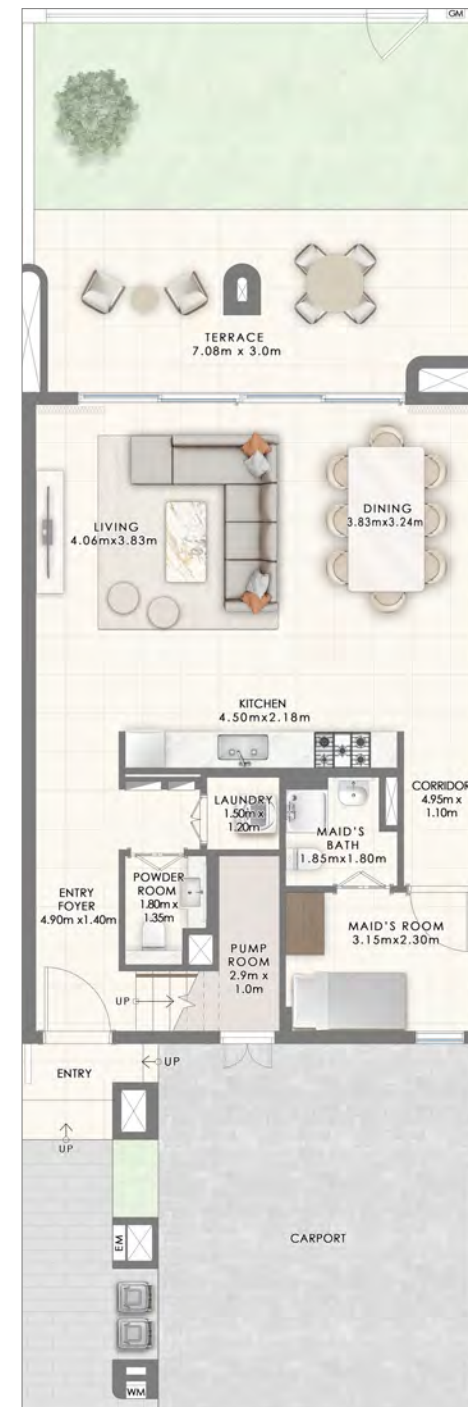 GM
TERRACE
7.08m x 3.0m
LIVING
4.06mx3.83m
DINING
3.83mx3.24m
KITCHEN
4.50mx2.18m
LAUNDRY
1.50mx
1.20m
CORRIDOR
4.95m x
1.10m
MAID'S
BATH
1.85mx1.80m
POWDER
ROOM
1.80m x
1.35m
ENTRY
FOYER
4.90m x1.40m
MAID'S ROOM
3.15mx2.30m
PUMP
ROOM
2.9m x
1.0m
UP
UP
ENTRY
UP
EM
CARPORT
WM